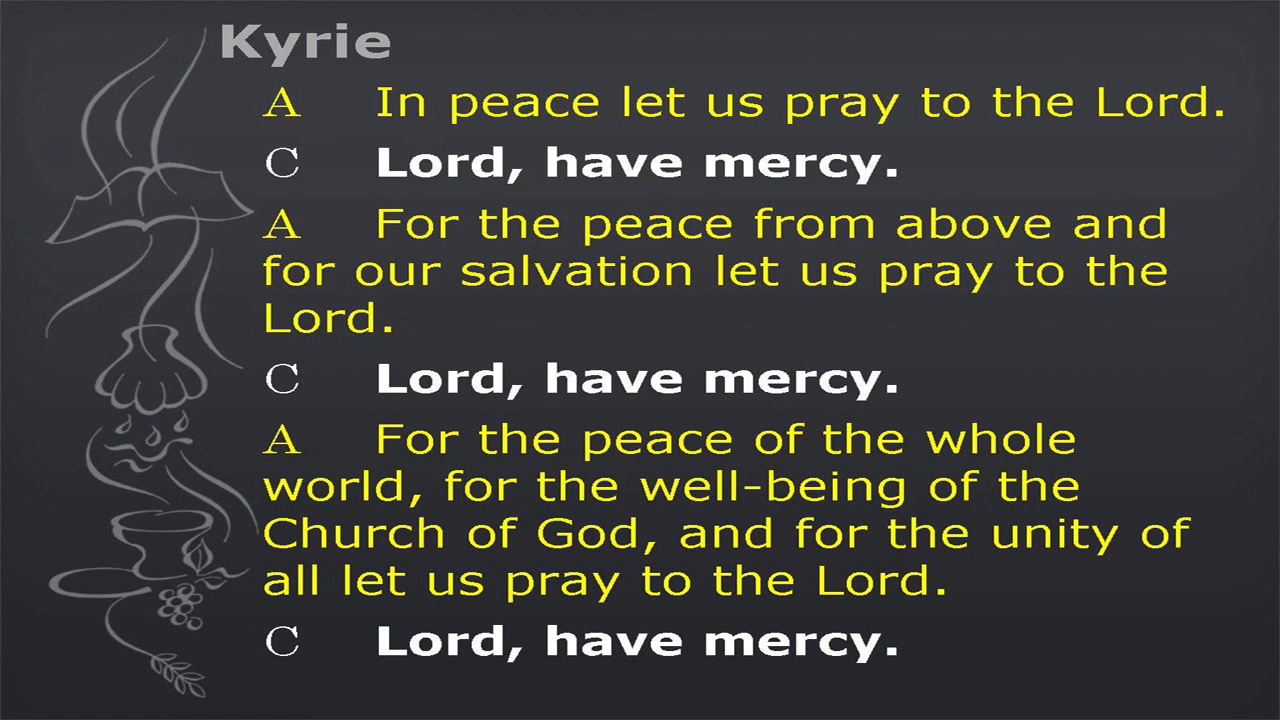 Kyrie
A In peace let us pray to the Lord.
C Lord, have mercy.
A For the peace from above and
for our salvation let us pray to the
Lord.
C Lord, have mercy.
A For the peace of the whole
world, for the well-being of the
Church of God, and for the unity of
all let us pray to the Lord.
C Lord, have mercy.